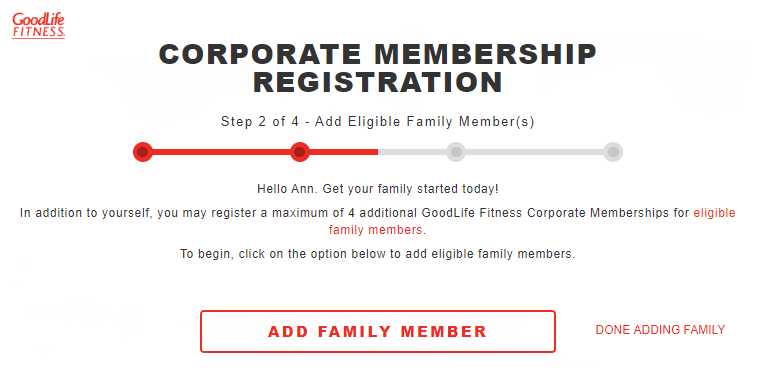 GoodLife
FITNESS
CORPORATE MEMBERSHIP
REGISTRATION
Step 2 of 4 - Add Eligible Family Member(s)
Hello Ann. Get your family started today!
In addition to yourself, you may register a maximum of 4 additional GoodLife Fitness Corporate Memberships for eligible
family members.
To begin, click on the option below to add eligible family members.
ADD FAMILY MEMBER
DONE ADDING FAMILY